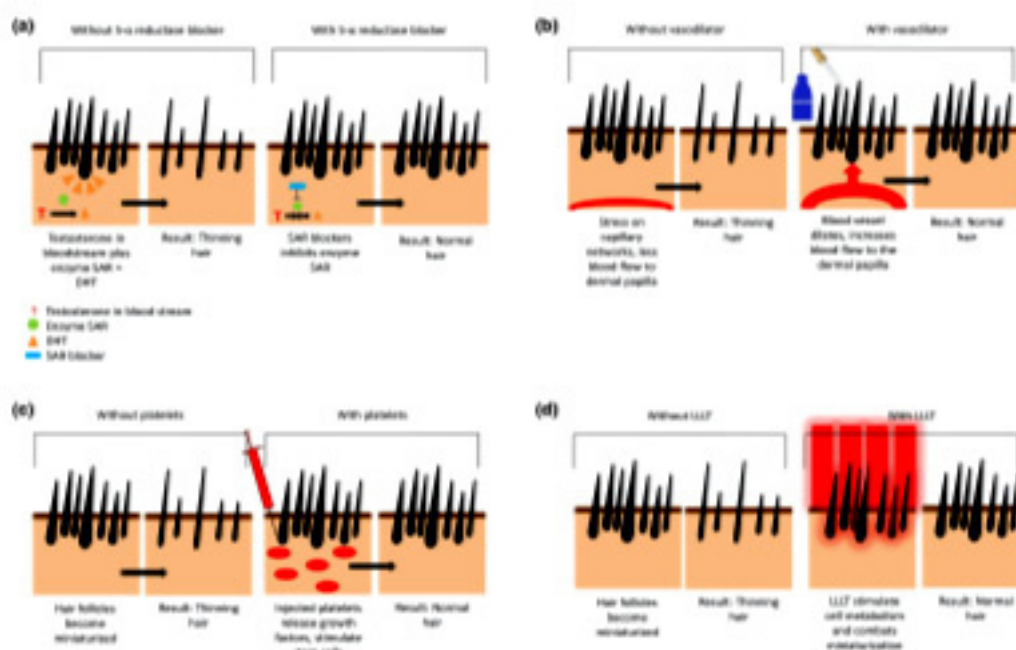 (a)
Without 5-α reductase blocker
With 5-α reductase blocker
Testosterone in
bloodstream plus
enzyme 5AR =
DHT
Result: Thinning
hair
5AR blockers
inhibits enzyme
5AR
Result: Normal
hair
Testosterone in blood stream
Enzyme 5AR
DHT
5AR blocker
(b)
Without vasodilator
With vasodilator
Stress on
capillary
networks, less
blood flow to
dermal papilla
Result: Thinning
hair
Blood vessel
dilates, increases
blood flow to the
dermal papilla
Result: Normal
hair
(c)
Without platelets
With platelets
Hair follicles
become
miniaturised
Result: Thinning
hair
Injected platelets
release growth
factors, stimulate
Result: Normal
hair
(d)
Without LLLT
With LLLT
Hair follicles
become
miniaturised
Result: Thinning
hair
LLLT stimulate
cell metabolism
and combats
miniaturisation
Result: Normal
hair